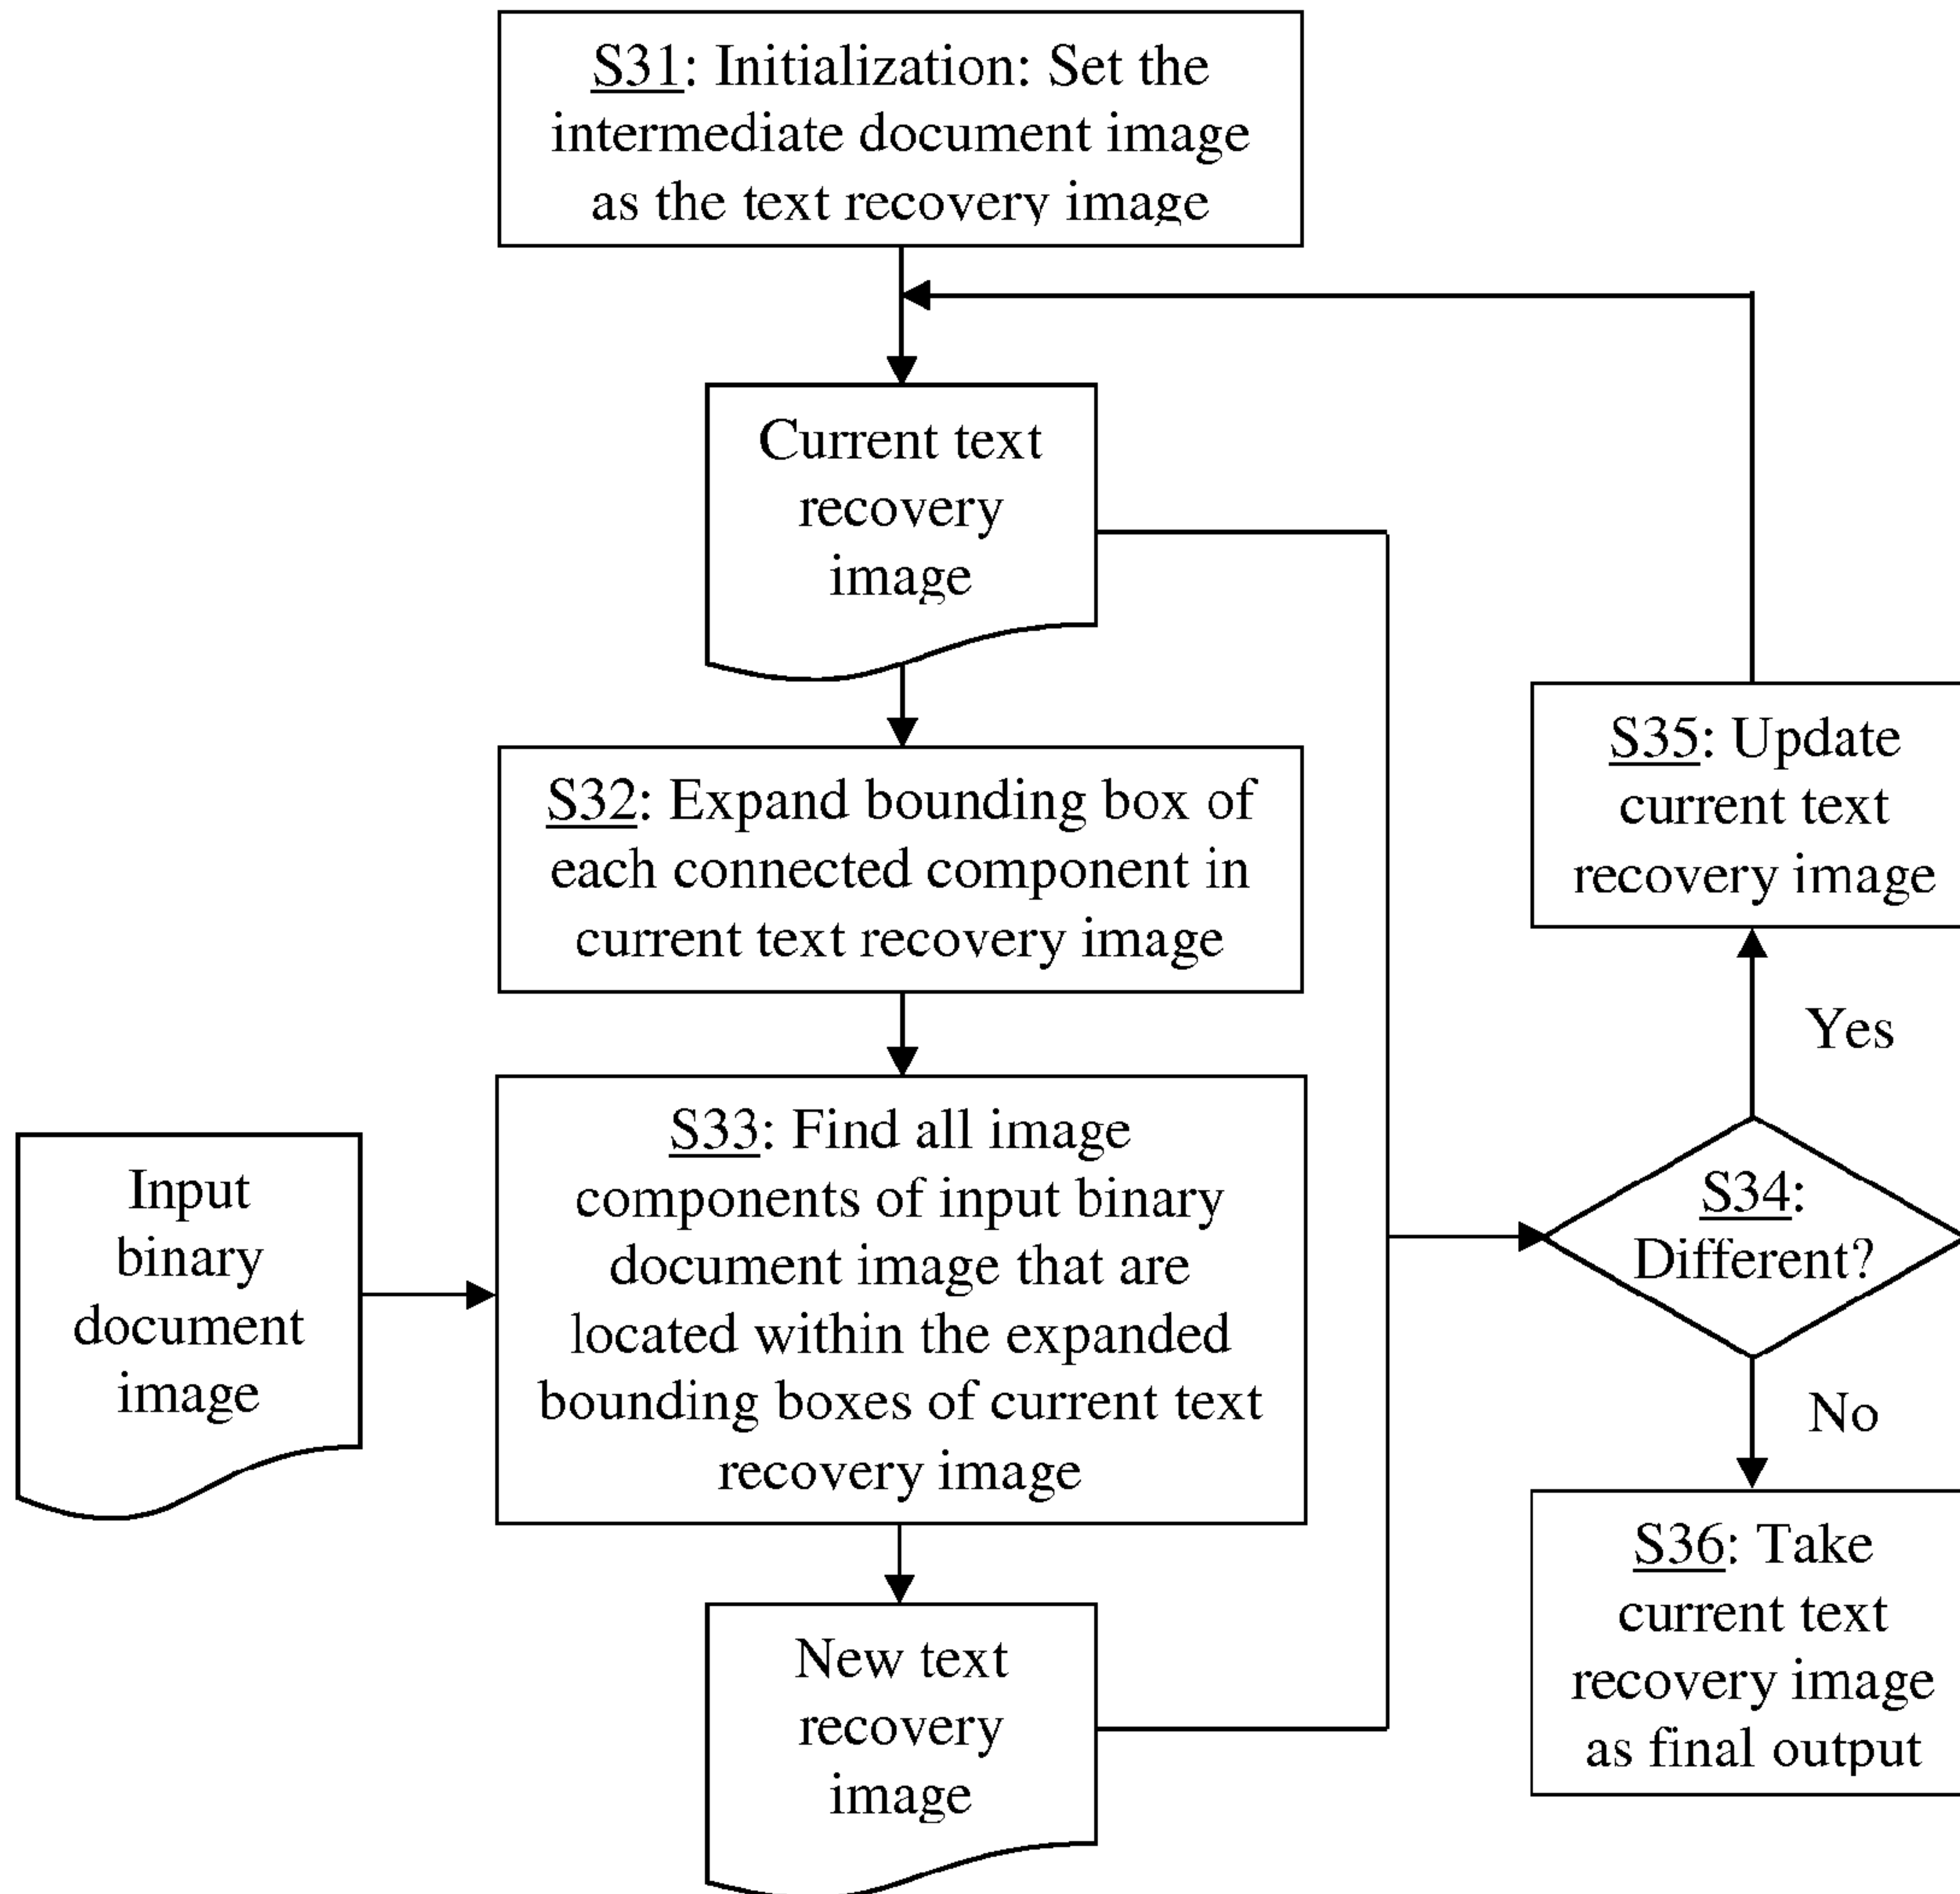 S31: Initialization: Set the
intermediate document image
as the text recovery image
Current text
recovery
image
S32: Expand bounding box of
each connected component in
current text recovery image
S33: Find all image
components of input binary
document image that are
located within the expanded
bounding boxes of current text
recovery image
Input
binary
document
image
New text
recovery
image
S34:
Different?
Yes
S35: Update
current text
recovery image
No
S36: Take
current text
recovery image
as final output